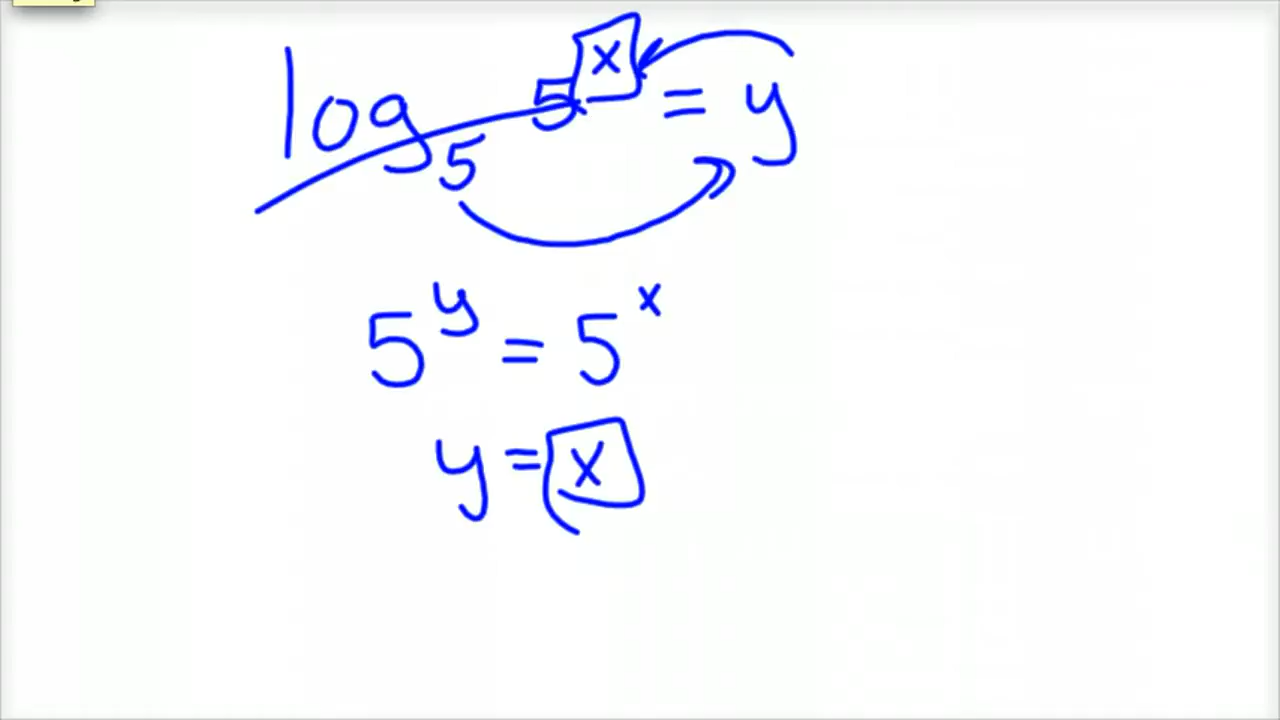 log₅ 5ˣ = y
5ʸ = 5ˣ
y = x